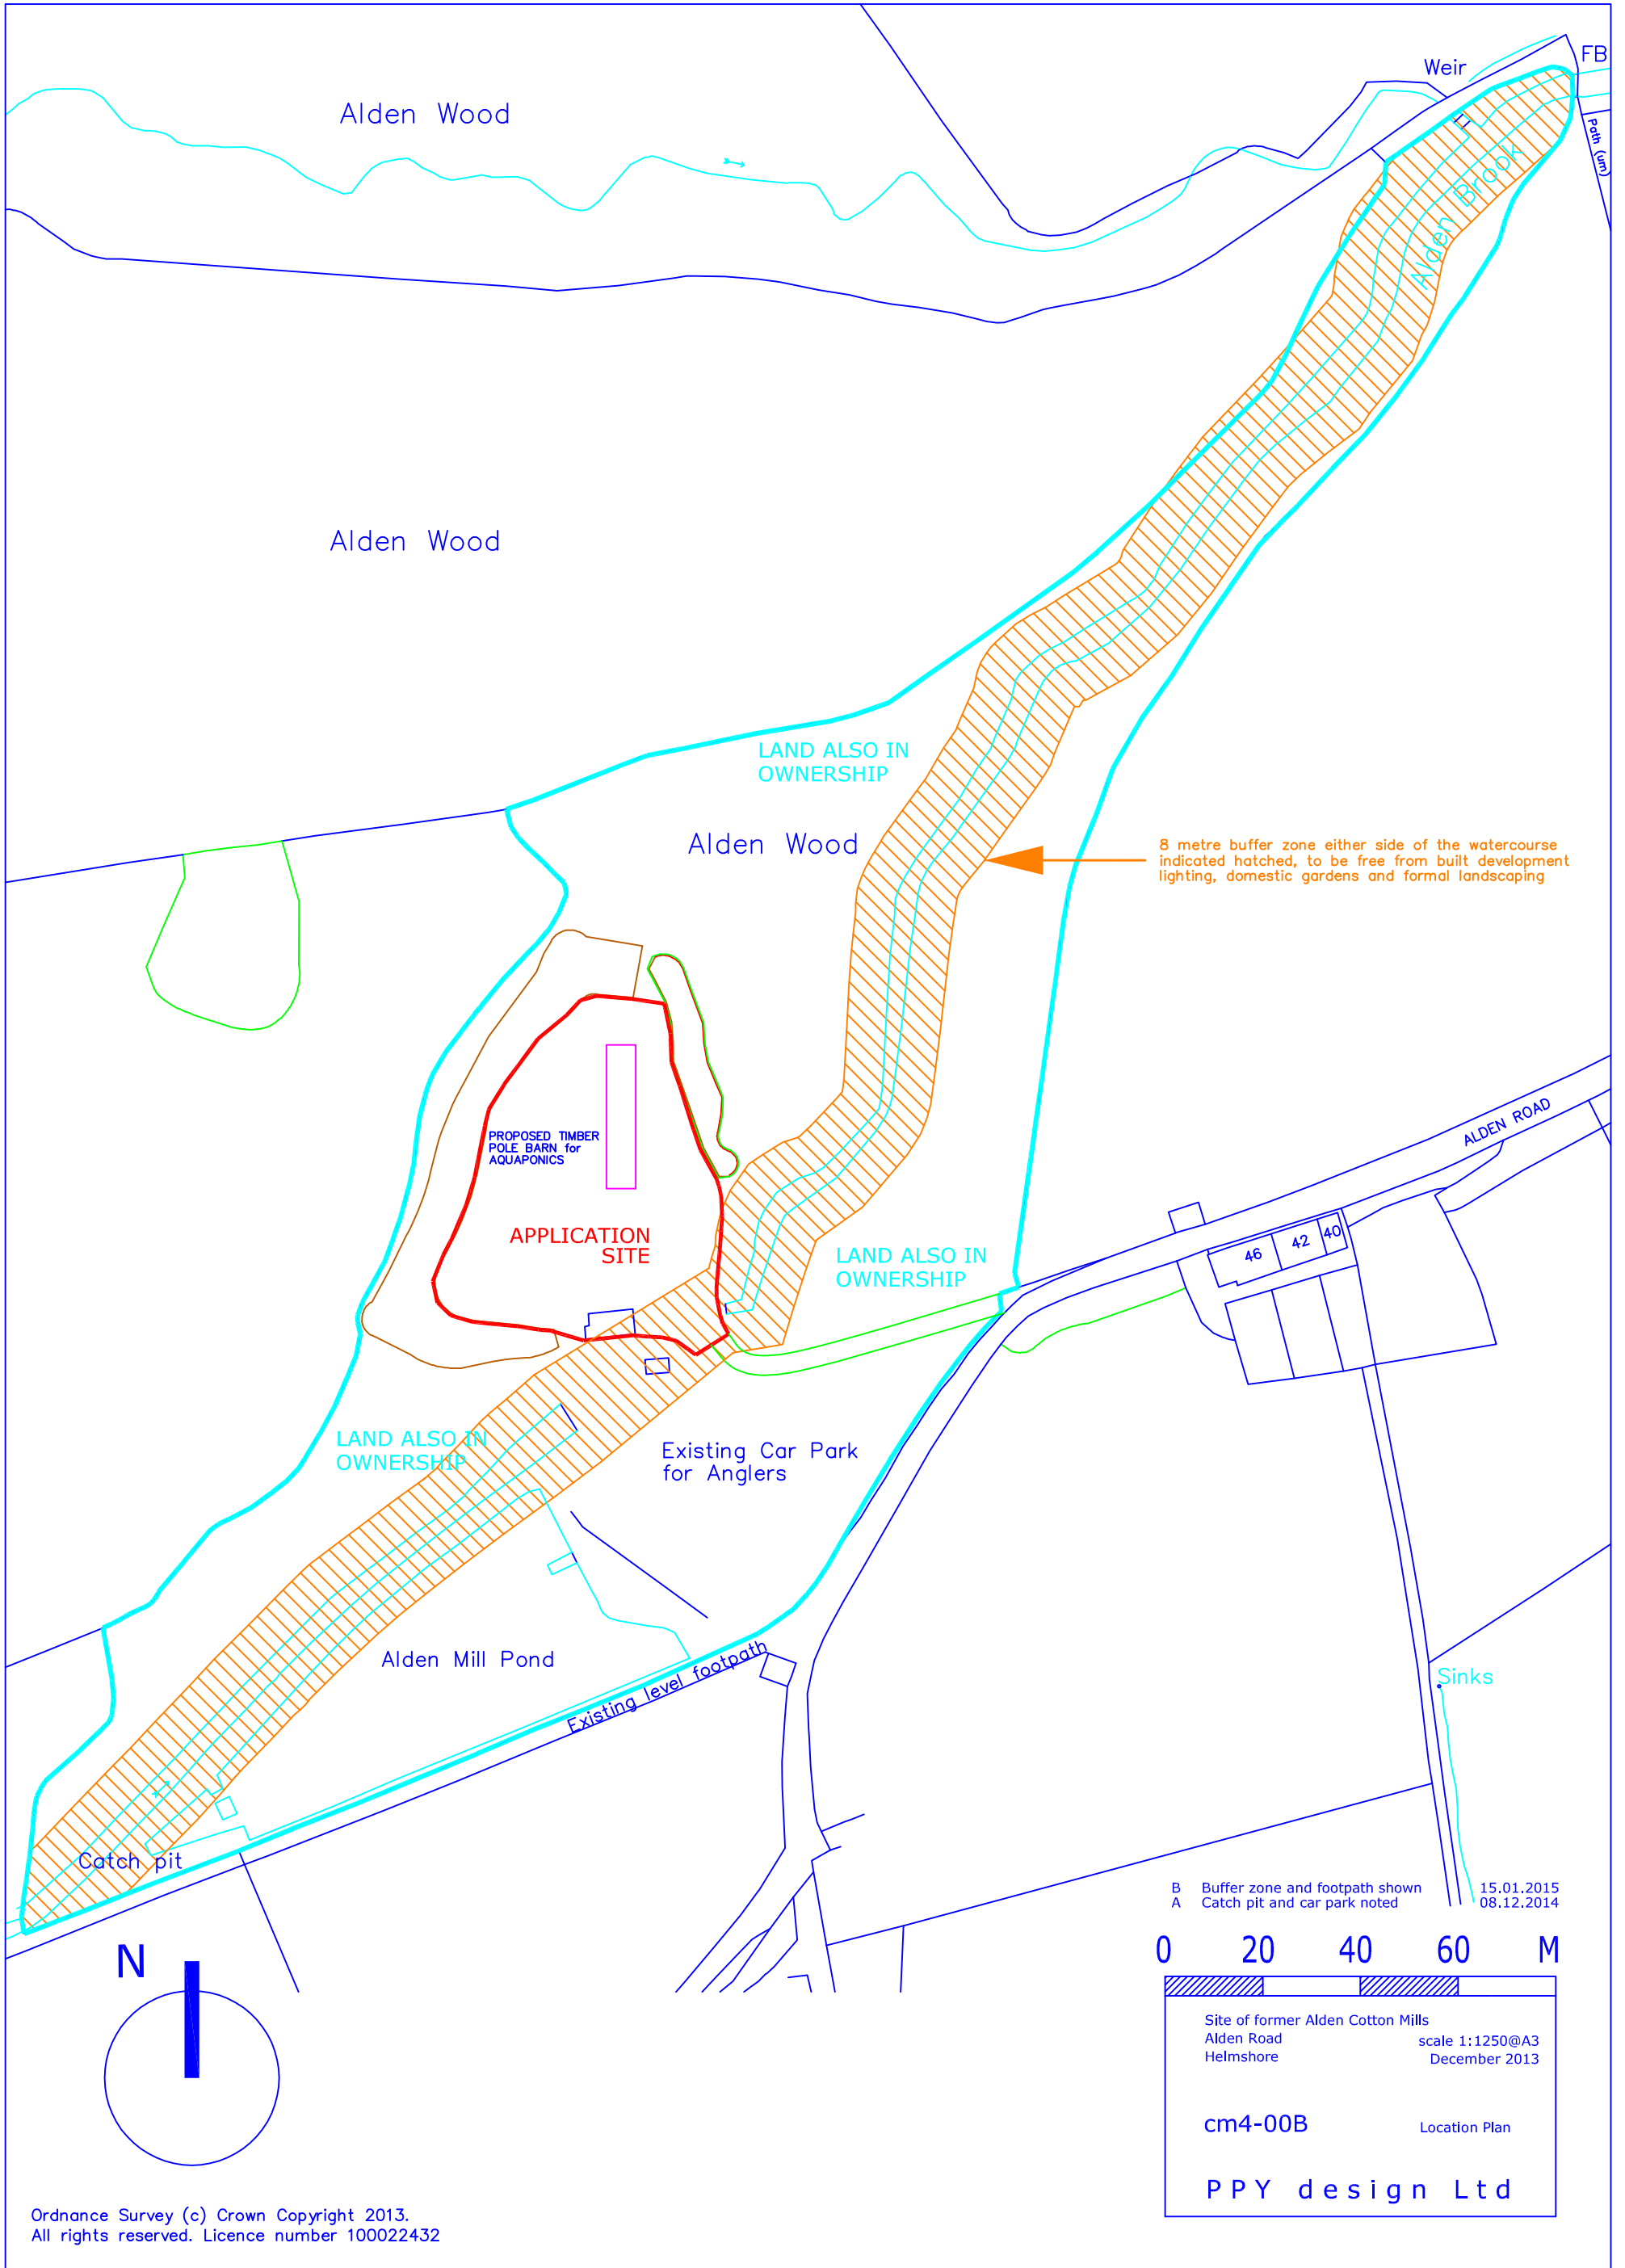 Weir
FB
Alden Wood
Path (um)
Alden Brook
Alden Wood
LAND ALSO IN
OWNERSHIP
Alden Wood
8 metre buffer zone either side of the watercourse
indicated hatched, to be free from built development
lighting, domestic gardens and formal landscaping
ALDEN ROAD
PROPOSED TIMBER
POLE BARN for
AQUAPONICS
APPLICATION
SITE
46
42
40
LAND ALSO IN
OWNERSHIP
LAND ALSO IN
OWNERSHIP
Existing Car Park
for Anglers
Alden Mill Pond
Existing level footpath
Sinks
Catch pit
B Buffer zone and footpath shown 15.01.2015
A Catch pit and car park noted 08.12.2014
N
0 20 40 60 M
Site of former Alden Cotton Mills
Alden Road scale 1:1250@A3
Helmshore December 2013
cm4-00B Location Plan
PPY design Ltd
Ordnance Survey (c) Crown Copyright 2013.
All rights reserved. Licence number 100022432